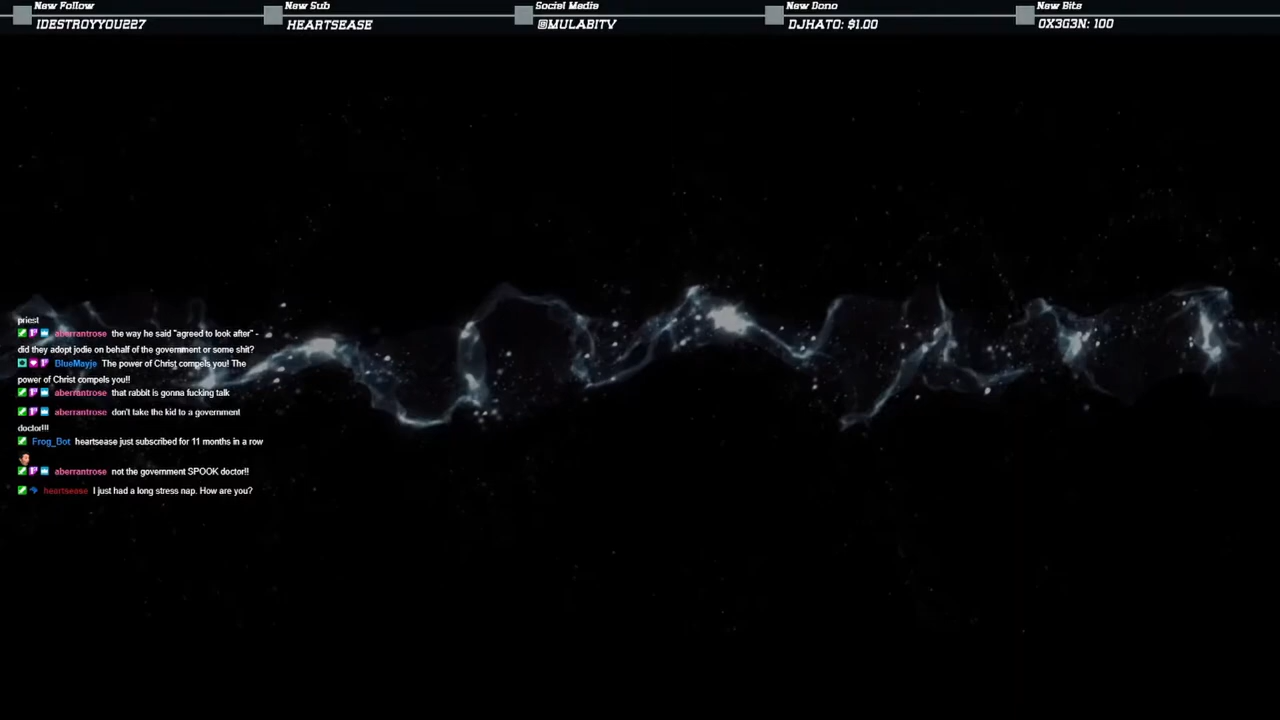 New Follow
IDESTROYYOU227
New Sub
HEARTSEASE
Social Media
@MULABITV
New Dono
DJHATO: $1.00
New Bits
0X3G3N: 100
priest
aberrantrose the way he said "agreed to look after" -
did they adopt jodie on behalf of the government or some shit?
BlueMayje The power of Christ compels you! The
power of Christ compels you!!
aberrantrose that rabbit is gonna fucking talk
aberrantrose don't take the kid to a government
doctor!!!
Frog_Bot heartsease just subscribed for 11 months in a row
aberrantrose not the government SPOOK doctor!!
heartsease I just had a long stress nap. How are you?